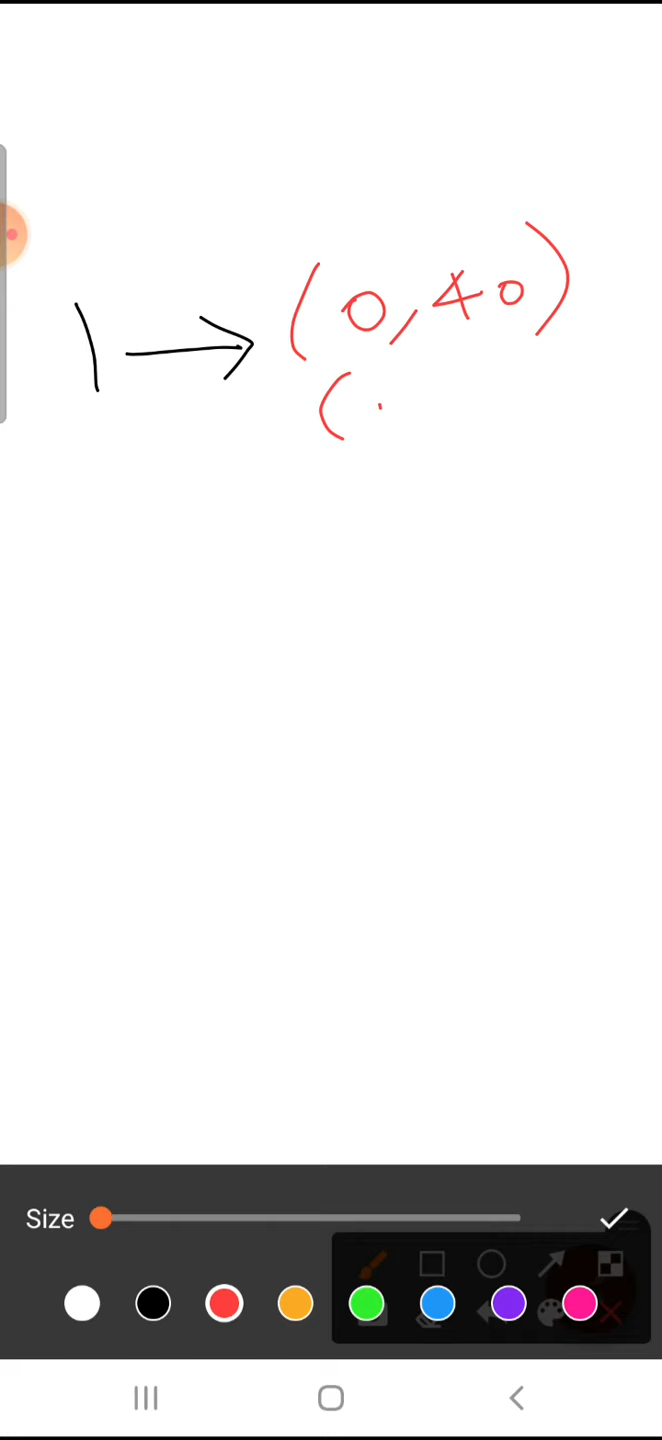 1 → (0, 40)
( .
Size